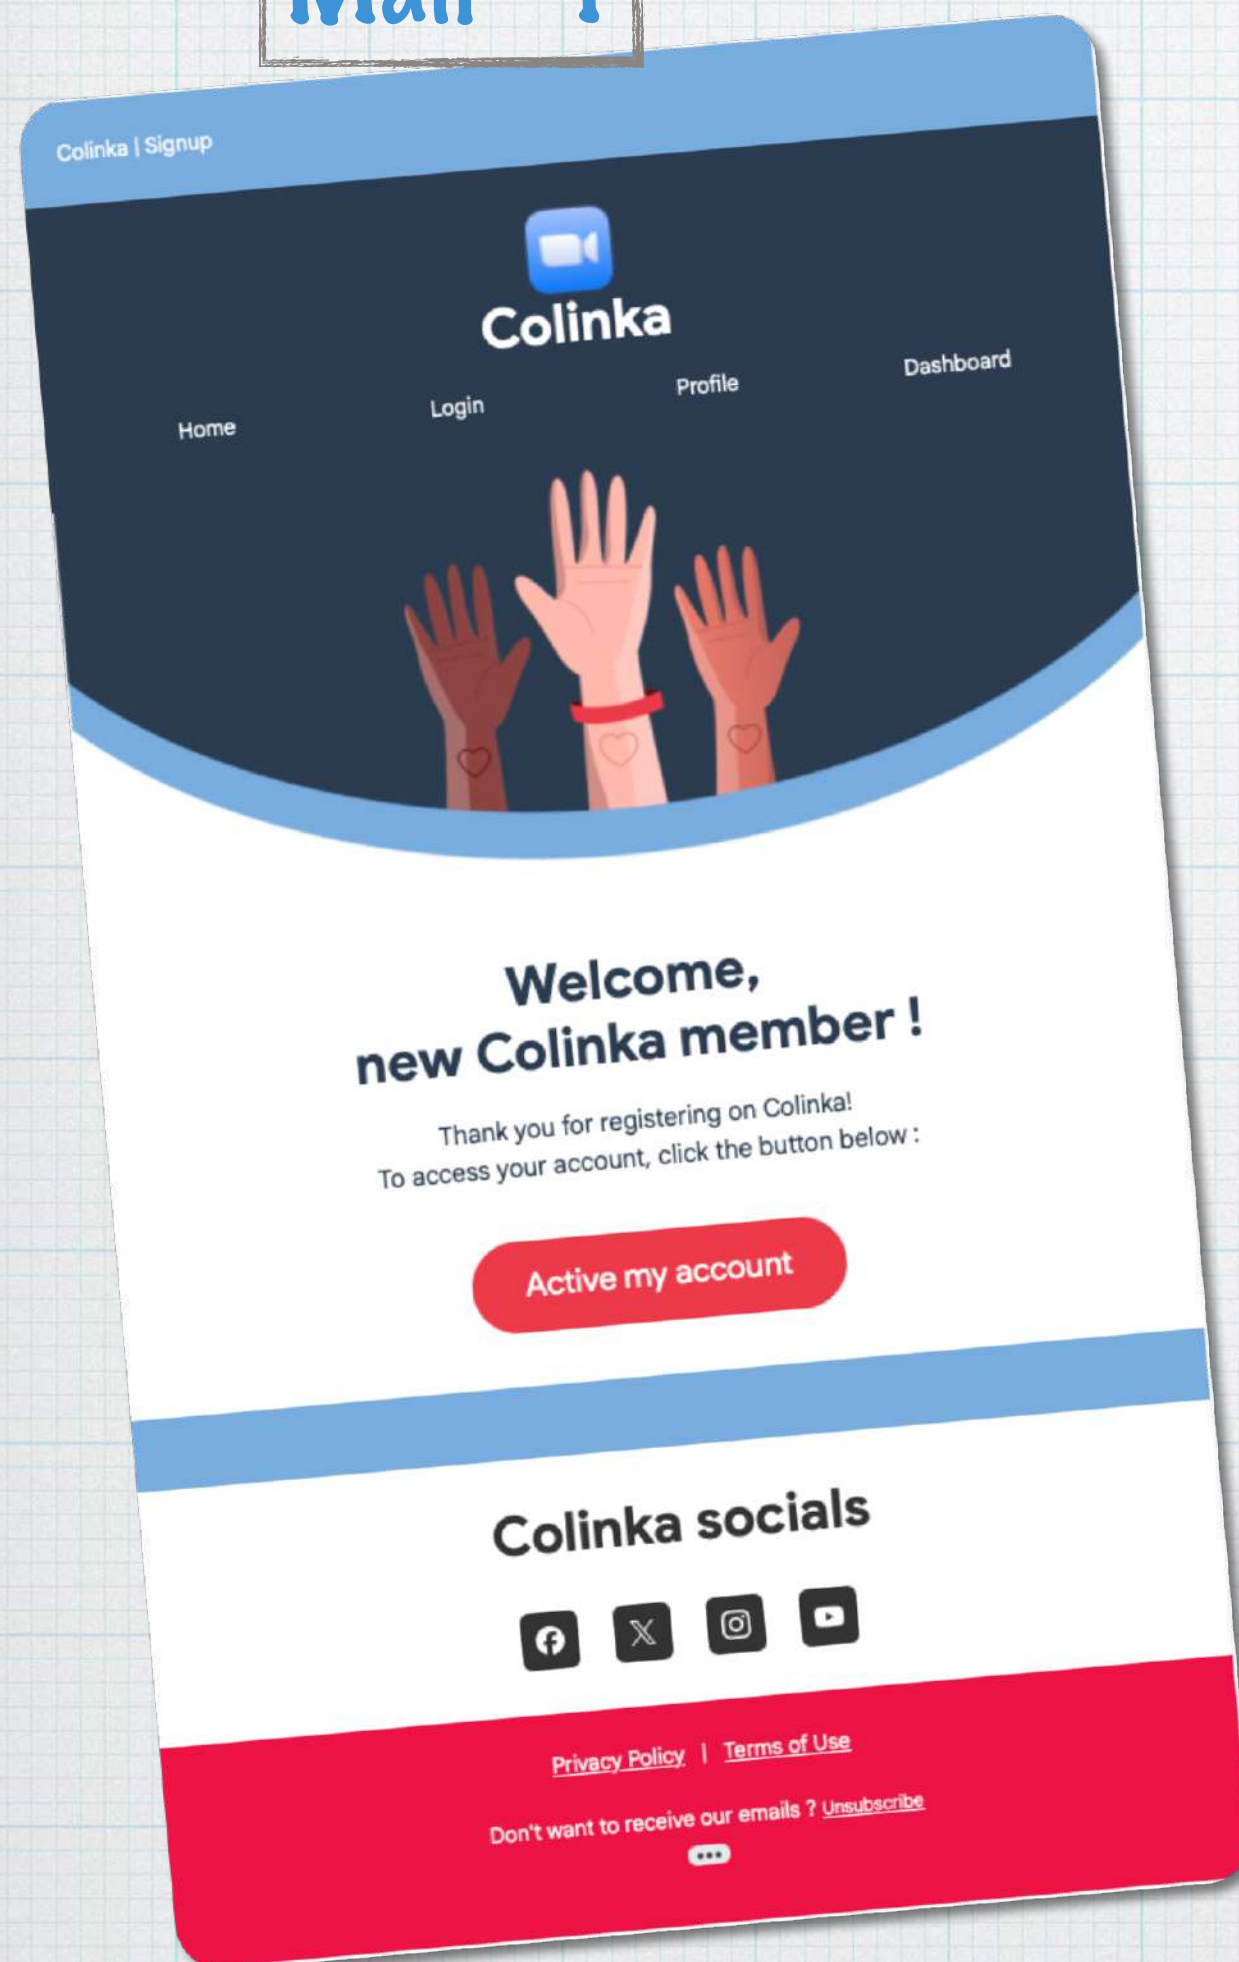 Mail 1
Colinka | Signup
Colinka
Home Login Profile Dashboard
Welcome,
new Colinka member !
Thank you for registering on Colinka!
To access your account, click the button below :
Active my account
Colinka socials
Privacy Policy | Terms of Use
Don't want to receive our emails ? Unsubscribe